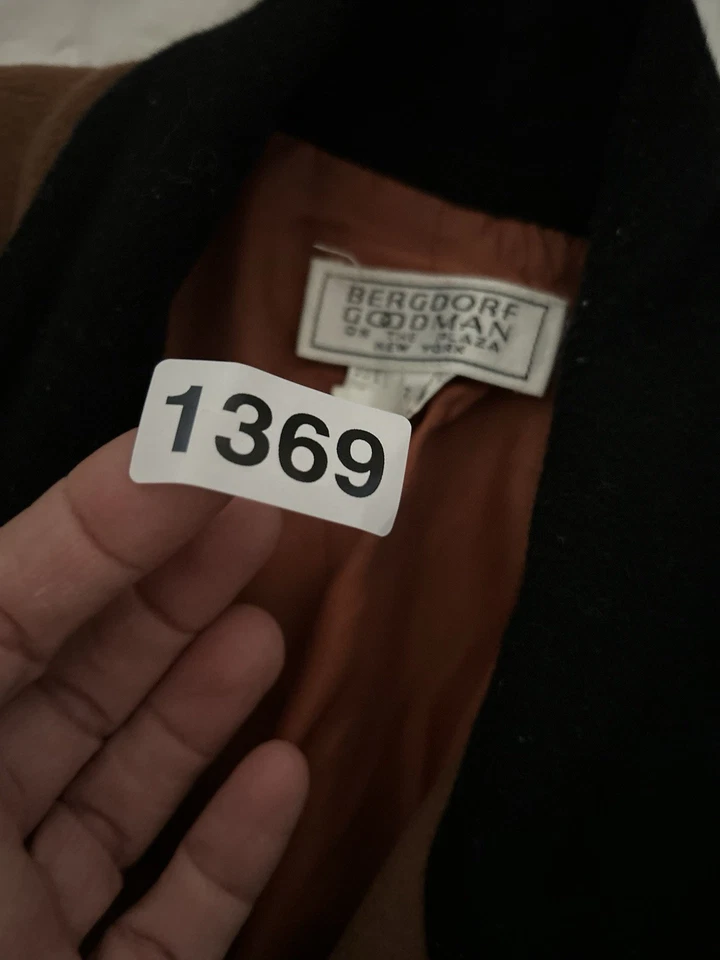 BERGDORF
GOODMAN
ON THE PLAZA
NEW YORK
1369